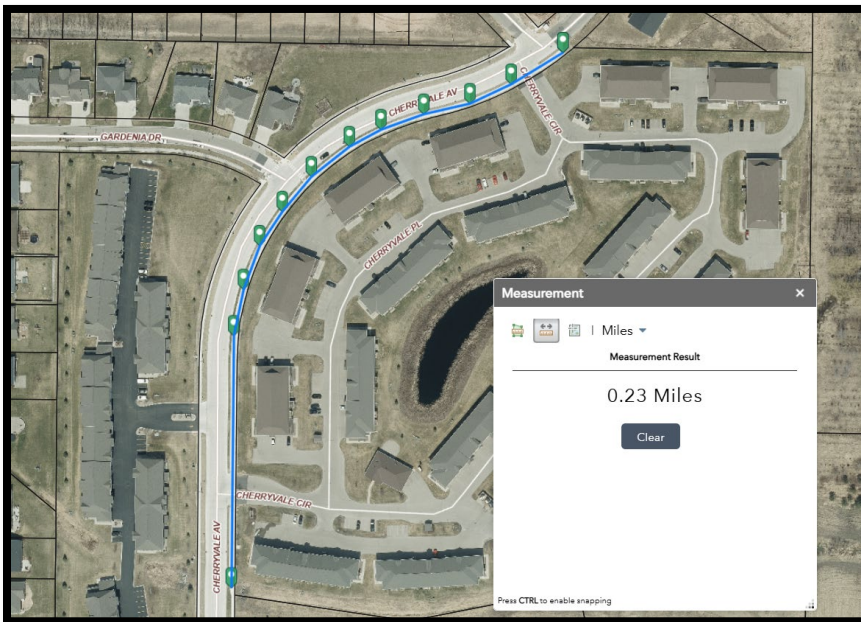 CHERRYVALE AV
CHERRYVALE CIR
GARDENIA DR
CHERRYVALE PL
Measurement
×
| Miles
Measurement Result
0.23 Miles
Clear
CHERRYVALE CIR
CHERRYVALE AV
Press CTRL to enable snapping